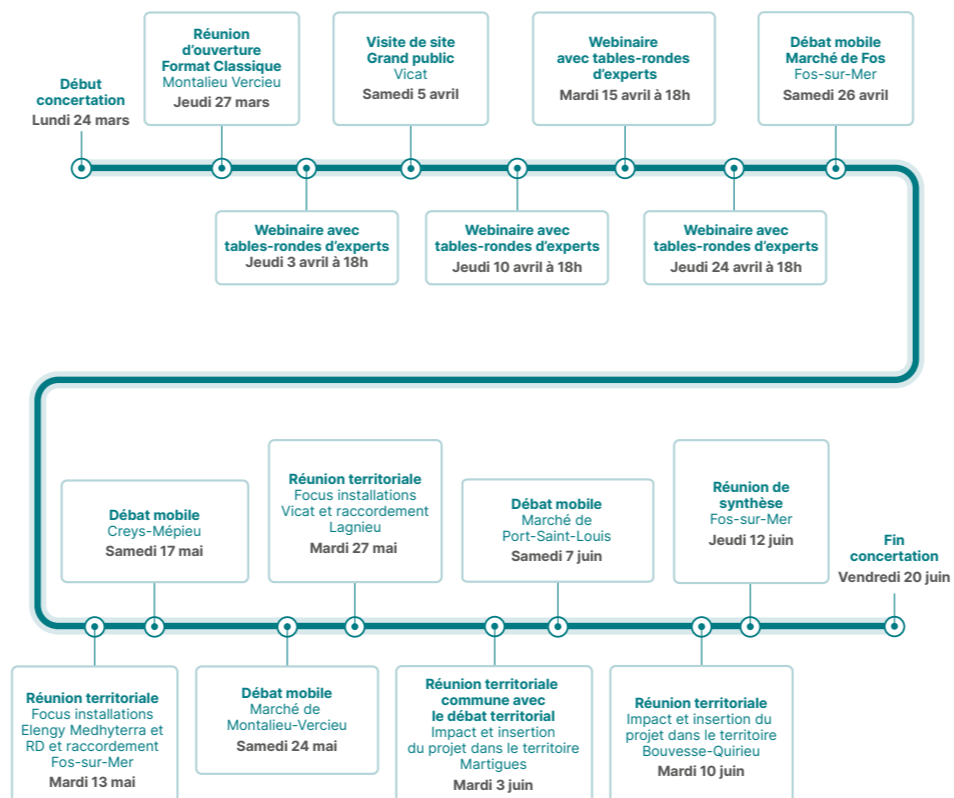 Début
concertation
Lundi 24 mars
Réunion
d'ouverture
Format Classique
Montalieu Vercieu
Jeudi 27 mars
Webinaire avec
tables-rondes d'experts
Jeudi 3 avril à 18h
Visite de site
Grand public
Vicat
Samedi 5 avril
Webinaire avec
tables-rondes d'experts
Jeudi 10 avril à 18h
Webinaire
avec tables-rondes
d'experts
Mardi 15 avril à 18h
Webinaire avec
tables-rondes d'experts
Jeudi 24 avril à 18h
Débat mobile
Marché de Fos
Fos-sur-Mer
Samedi 26 avril
Réunion territoriale
Focus installations
Elengy Medhyterra et
RD et raccordement
Fos-sur-Mer
Mardi 13 mai
Débat mobile
Creys-Mépieu
Samedi 17 mai
Débat mobile
Marché de
Montalieu-Vercieu
Samedi 24 mai
Réunion territoriale
Focus installations
Vicat et raccordement
Lagnieu
Mardi 27 mai
Réunion territoriale
commune avec
le débat territorial
Impact et insertion
du projet dans le territoire
Martigues
Mardi 3 juin
Débat mobile
Marché de
Port-Saint-Louis
Samedi 7 juin
Réunion territoriale
Impact et insertion du
projet dans le territoire
Bouvesse-Quirieu
Mardi 10 juin
Réunion de
synthèse
Fos-sur-Mer
Jeudi 12 juin
Fin
concertation
Vendredi 20 juin